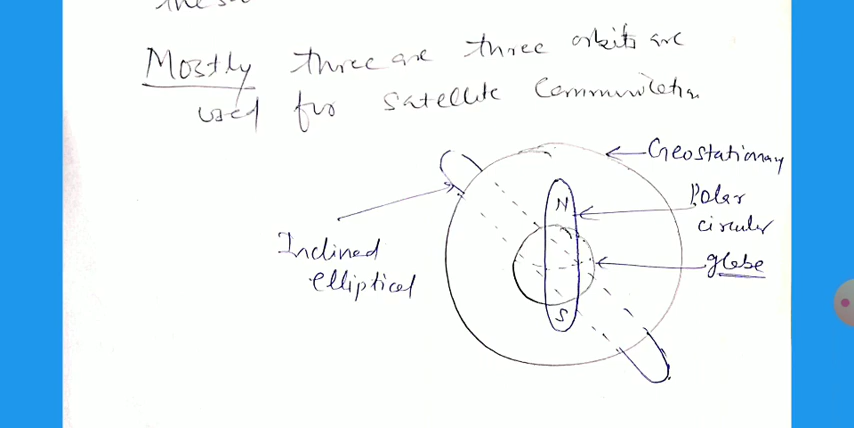 Mostly three are three orbits are
used for Satellite Communication
Geostationary
Polar
circular
N
Inclined
elliptical
globe
S